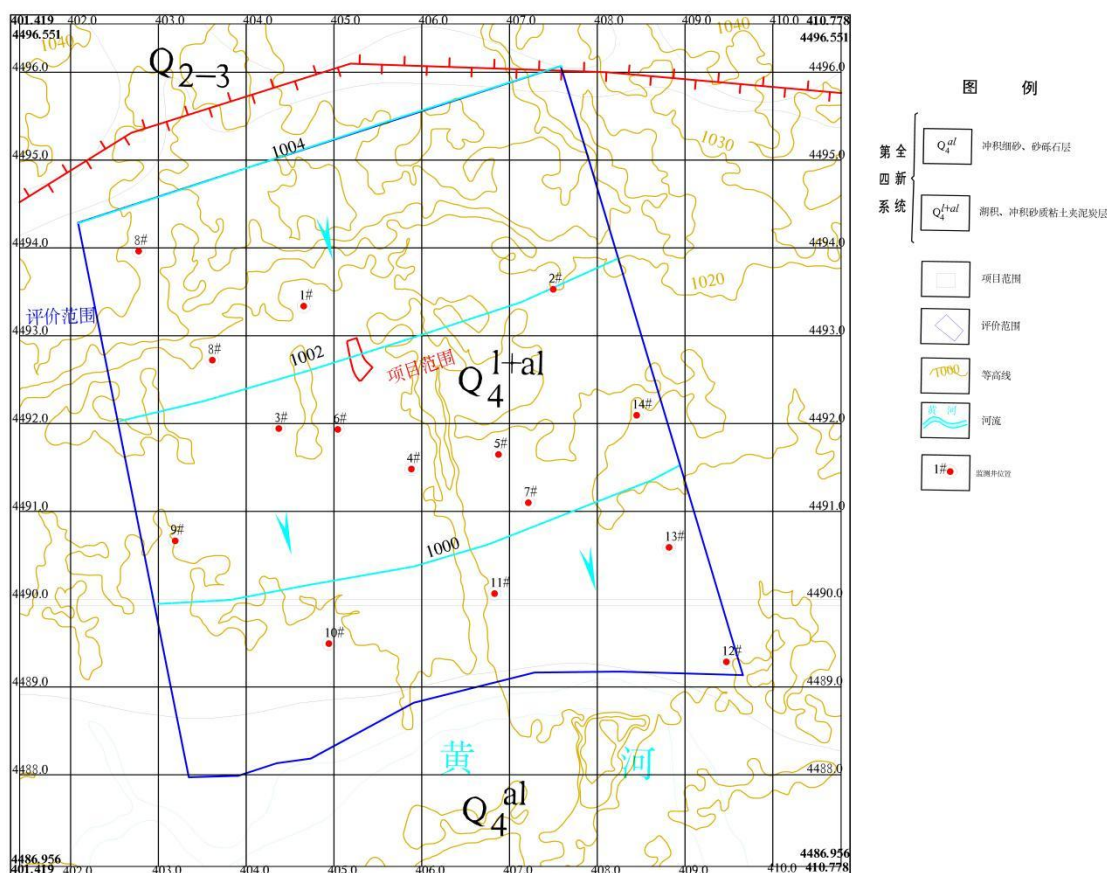 401.419 402.0 403.0 404.0 405.0 406.0 407.0 408.0 409.0 410.0 410.778
4496.551 4496.551
1040 1040
Q2-3
4496.0 4496.0
图 例
1030
1004
4495.0 4495.0
第四系 全新统
Q4al 冲积细砂、砂砾石层
Q4l+al 湖积、冲积砂质粘土夹泥炭层
8#
4494.0 4494.0
2# 1020
项目范围
1#
评价范围
4493.0 4493.0
评价范围
1002
8#
项目范围
Q4l+al
1000 等高线
14#
4492.0 4492.0
3# 6#
黄 河 河流
5#
4#
1# 监测井位置
7#
4491.0 4491.0
9#
13#
1000
11#
4490.0 4490.0
10#
12#
4489.0 4489.0
黄 河
4488.0 4488.0
Q4al
4486.956 4486.956
401.419 402.0 403.0 404.0 405.0 406.0 407.0 408.0 409.0 410.0 410.778